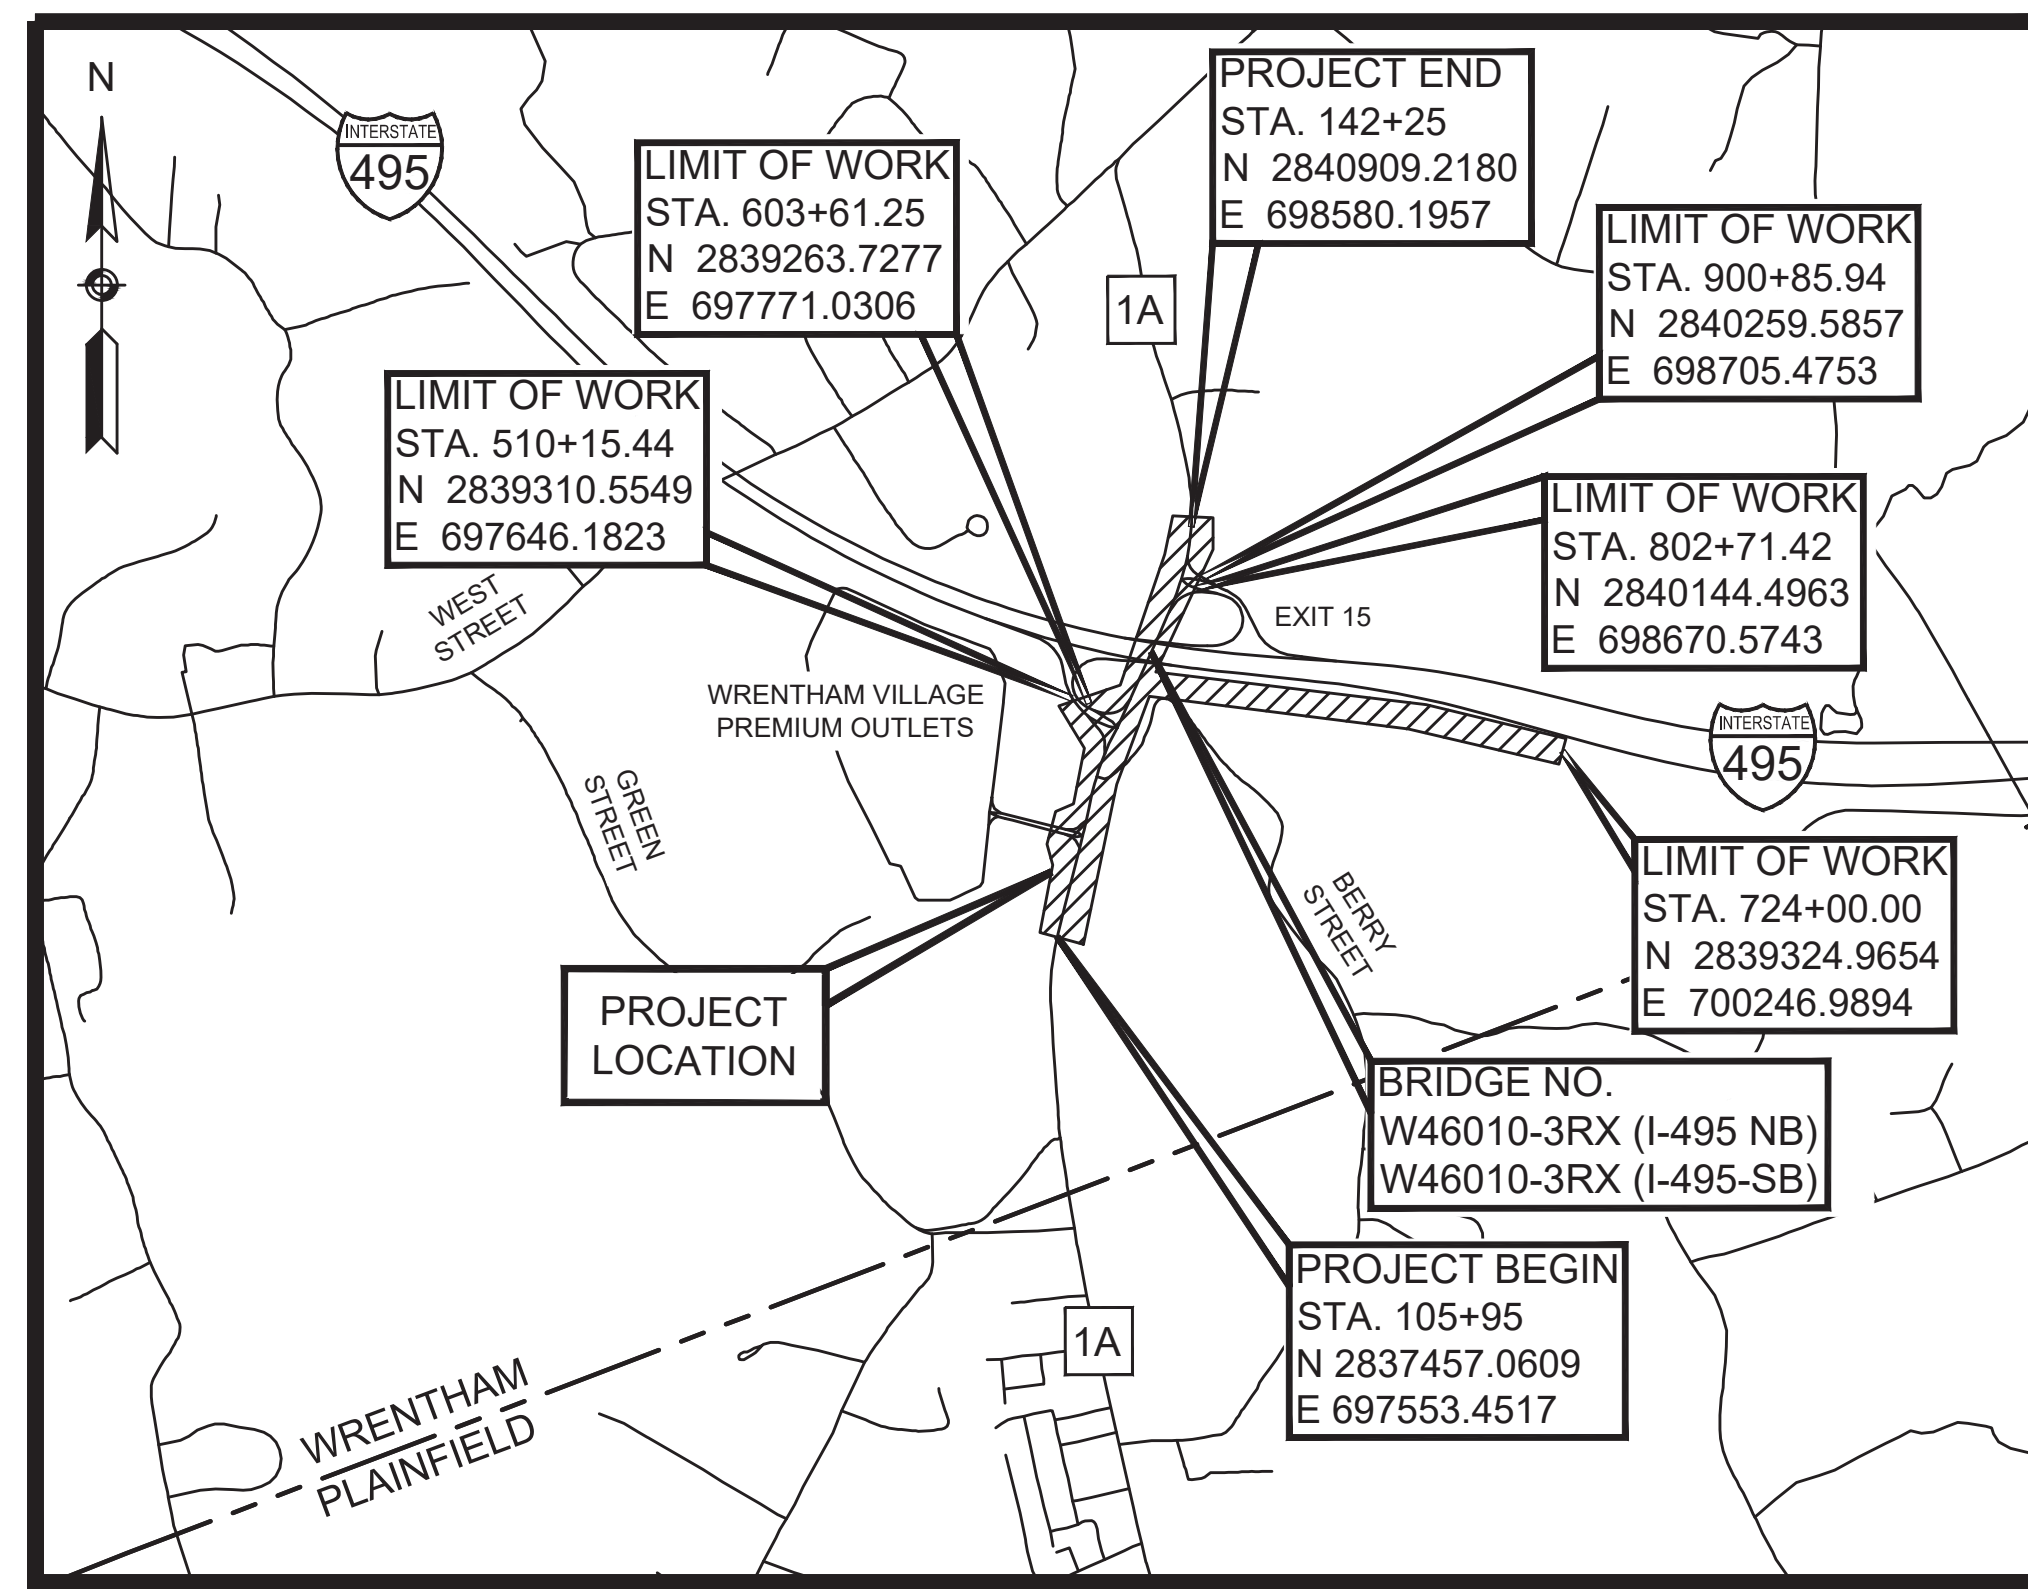 N
INTERSTATE
495
LIMIT OF WORK
STA. 603+61.25
N 2839263.7277
E 697771.0306
PROJECT END
STA. 142+25
N 2840909.2180
E 698580.1957
1A
LIMIT OF WORK
STA. 900+85.94
N 2840259.5857
E 698705.4753
LIMIT OF WORK
STA. 510+15.44
N 2839310.5549
E 697646.1823
LIMIT OF WORK
STA. 802+71.42
N 2840144.4963
E 698670.5743
WEST
STREET
EXIT 15
WRENTHAM VILLAGE
PREMIUM OUTLETS
INTERSTATE
495
GREEN
STREET
BERRY
STREET
LIMIT OF WORK
STA. 724+00.00
N 2839324.9654
E 700246.9894
PROJECT
LOCATION
BRIDGE NO.
W46010-3RX (I-495 NB)
W46010-3RX (I-495-SB)
PROJECT BEGIN
STA. 105+95
N 2837457.0609
E 697553.4517
1A
WRENTHAM
PLAINFIELD